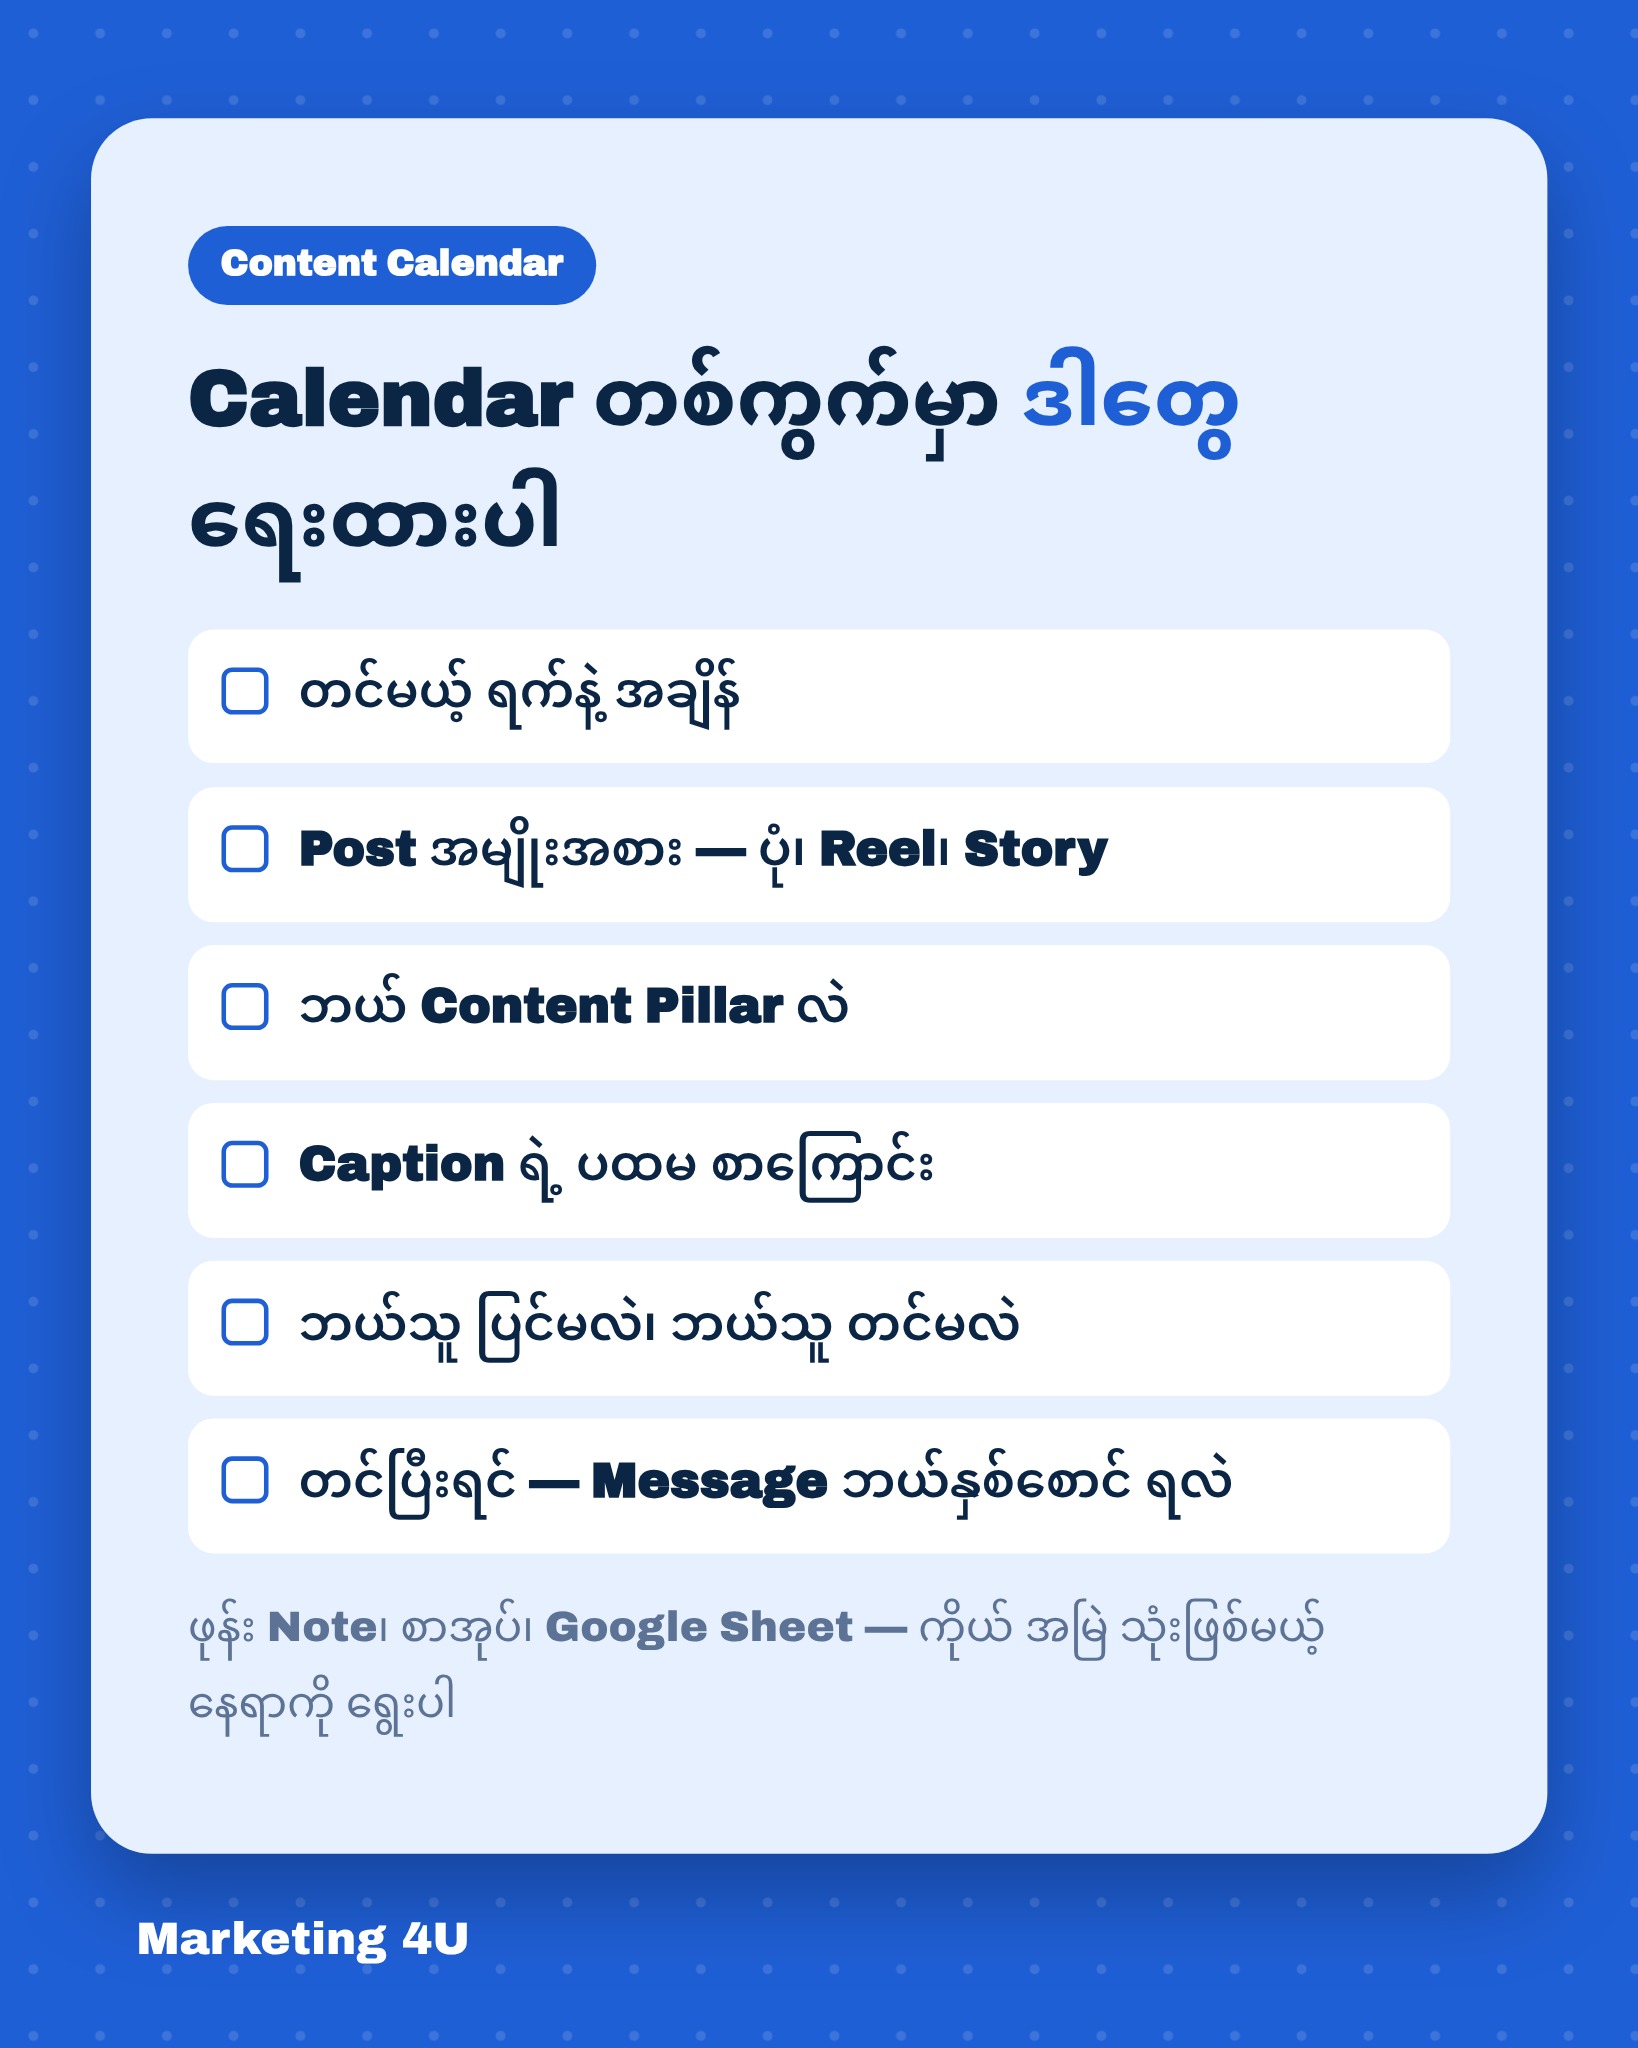 Content Calendar
Calendar တစ်ကွက်မှာ ဒါတွေ
ရေးထားပါ
တင်မယ့် ရက်နဲ့ အချိန်
Post အမျိုးအစား — ပုံ၊ Reel၊ Story
ဘယ် Content Pillar လဲ
Caption ရဲ့ ပထမ စာကြောင်း
ဘယ်သူ ပြင်မလဲ၊ ဘယ်သူ တင်မလဲ
တင်ပြီးရင် — Message ဘယ်နှစ်စောင် ရလဲ
ဖုန်း Note၊ စာအုပ်၊ Google Sheet — ကိုယ် အမြဲ သုံးဖြစ်မယ့်
နေရာကို ရွေးပါ
Marketing 4U